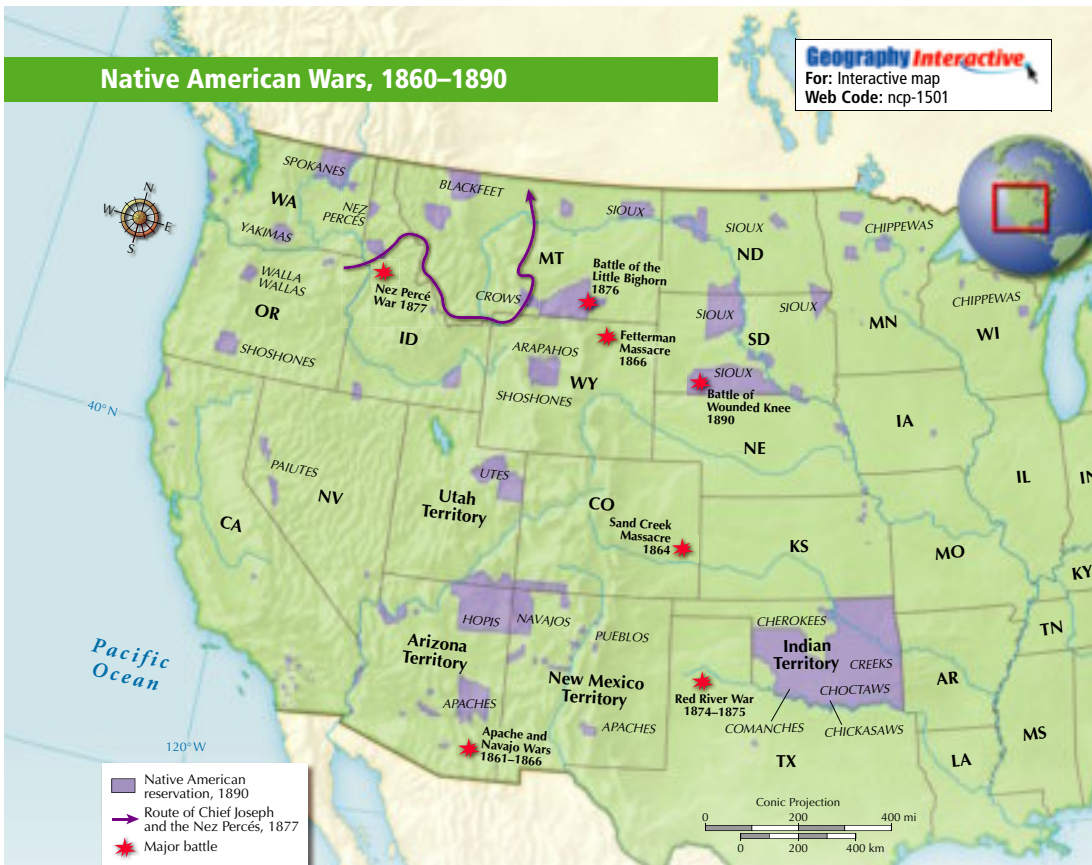 Native American Wars, 1860–1890
Geography Interactive
For: Interactive map
Web Code: ncp-1501
N
W
E
S
SPOKANES
WA
NEZ
PERCÉS
YAKIMAS
WALLA
WALLAS
OR
SHOSHONES
BLACKFEET
MT
SIOUX
CROWS
Nez Percé
War 1877
ID
Battle of the
Little Bighorn
1876
Fetterman
Massacre
1866
ARAPAHOS
WY
SHOSHONES
SIOUX
ND
SIOUX
SIOUX
SD
SIOUX
Battle of
Wounded Knee
1890
NE
CHIPPEWAS
MN
CHIPPEWAS
WI
IA
IL
IN
40°N
PAIUTES
NV
CA
UTES
Utah
Territory
CO
Sand Creek
Massacre
1864
KS
MO
KY
TN
HOPIS
NAVAJOS
Arizona
Territory
PUEBLOS
New Mexico
Territory
APACHES
APACHES
Apache and
Navajo Wars
1861–1866
CHEROKEES
Indian
Territory
CREEKS
CHOCTAWS
Red River War
1874–1875
COMANCHES
CHICKASAWS
TX
AR
LA
MS
Pacific
Ocean
120°W
Native American
reservation, 1890
Route of Chief Joseph
and the Nez Percés, 1877
Major battle
Conic Projection
0 200 400 mi
0 200 400 km